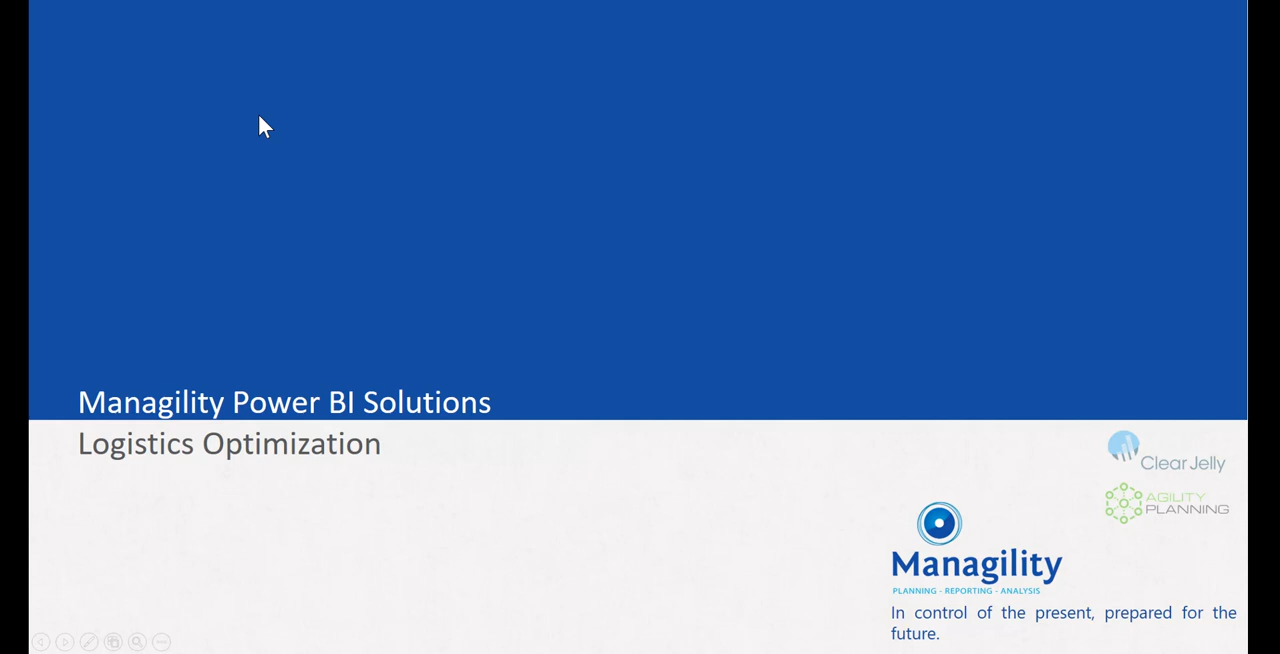 Managility Power BI Solutions
Logistics Optimization
Clear Jelly
AGILITY
PLANNING
Managility
PLANNING - REPORTING - ANALYSIS
In control of the present, prepared for the
future.